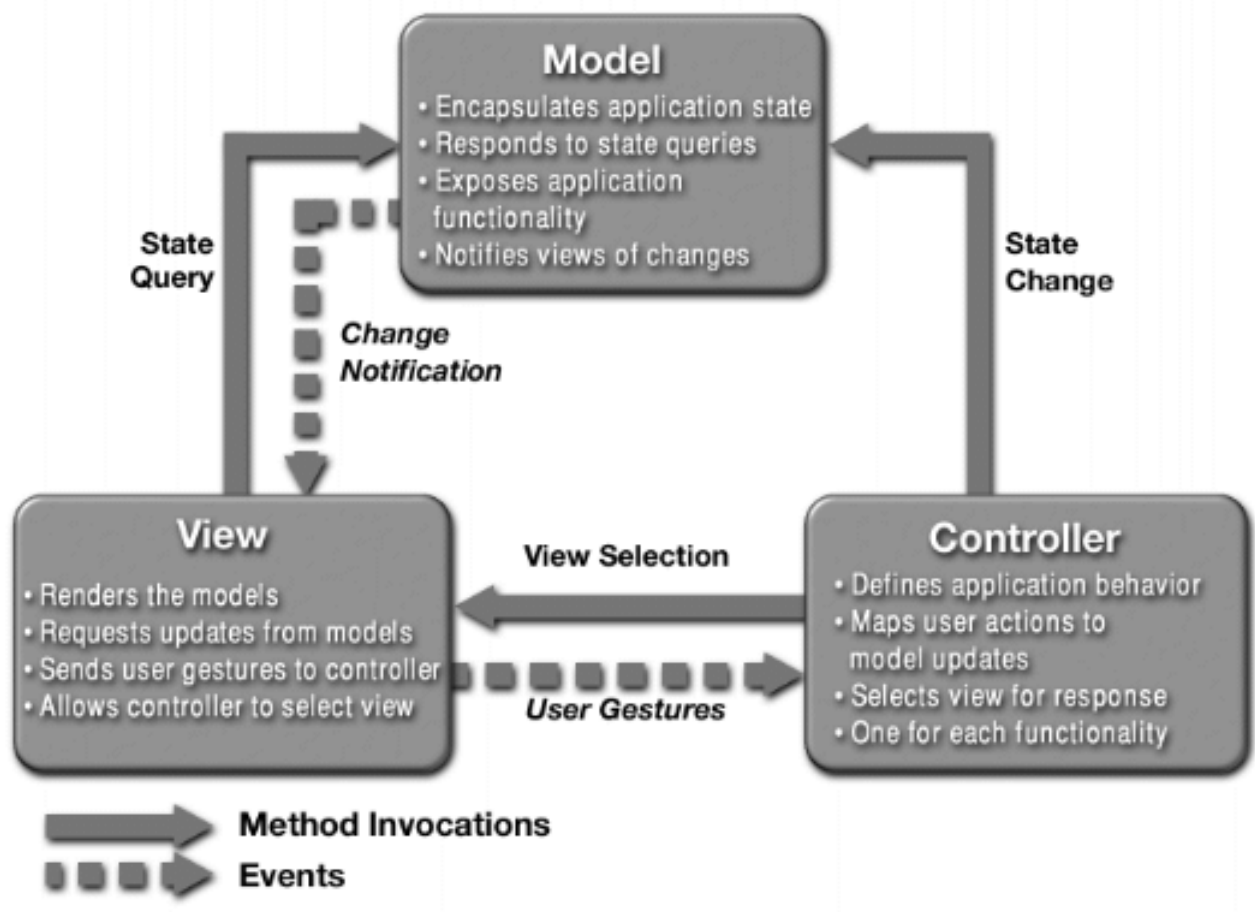 Model
• Encapsulates application state
• Responds to state queries
• Exposes application
functionality
• Notifies views of changes
State
Query
State
Change
Change
Notification
View
• Renders the models
• Requests updates from models
• Sends user gestures to controller
• Allows controller to select view
View Selection
User Gestures
Controller
• Defines application behavior
• Maps user actions to
model updates
• Selects view for response
• One for each functionality
Method Invocations
Events